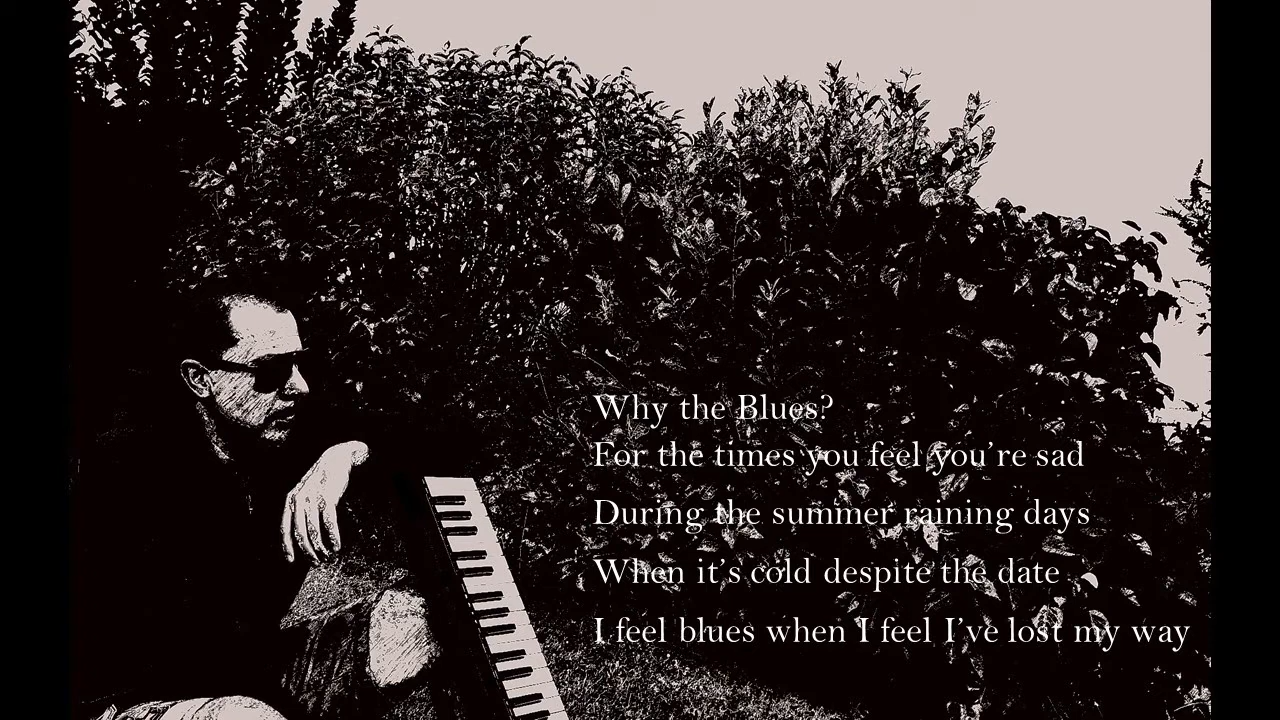 Why the Blues?
For the times you feel you're sad
During the summer raining days
When it's cold despite the date
I feel blues when I feel I've lost my way